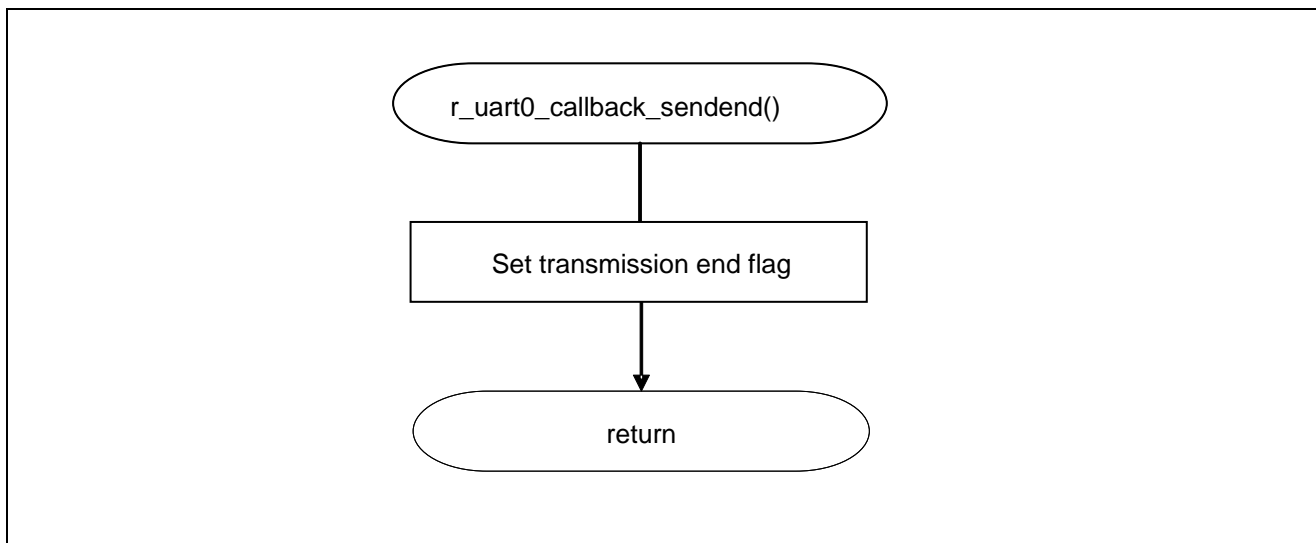 r_uart0_callback_sendend()
Set transmission end flag
return